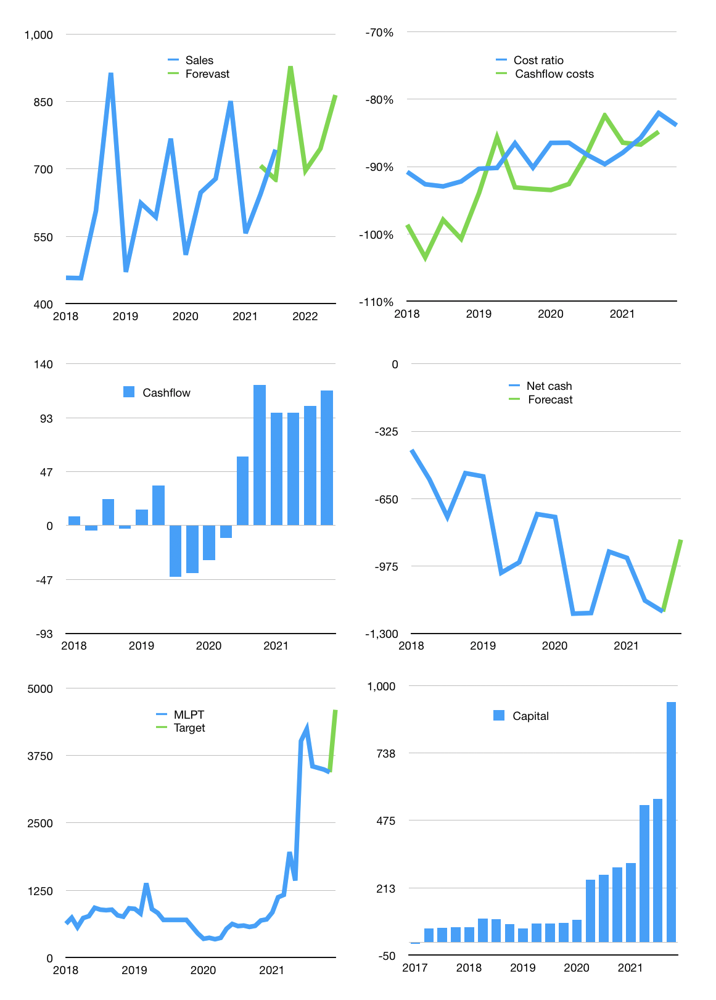 1,000
Sales
Forevast
850
700
550
400
2018 2019 2020 2021 2022
-70%
Cost ratio
Cashflow costs
-80%
-90%
-100%
-110%
2018 2019 2020 2021
140
Cashflow
93
47
0
-47
-93
2018 2019 2020 2021
0
Net cash
Forecast
-325
-650
-975
-1,300
2018 2019 2020 2021
5000
MLPT
Target
3750
2500
1250
0
2018 2019 2020 2021
1,000
Capital
738
475
213
-50
2017 2018 2019 2020 2021